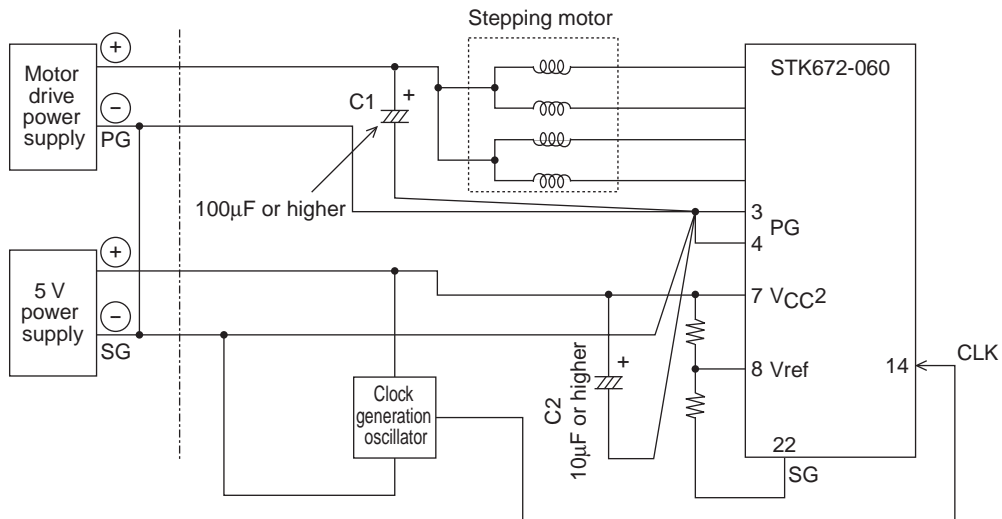 Stepping motor
Motor
drive
power
supply
+
−
PG
C1
+
100µF or higher
STK672-060
3
PG
4
5 V
power
supply
+
−
SG
7 VCC2
8 Vref
14
CLK
Clock
generation
oscillator
C2
10µF or higher
+
22
SG